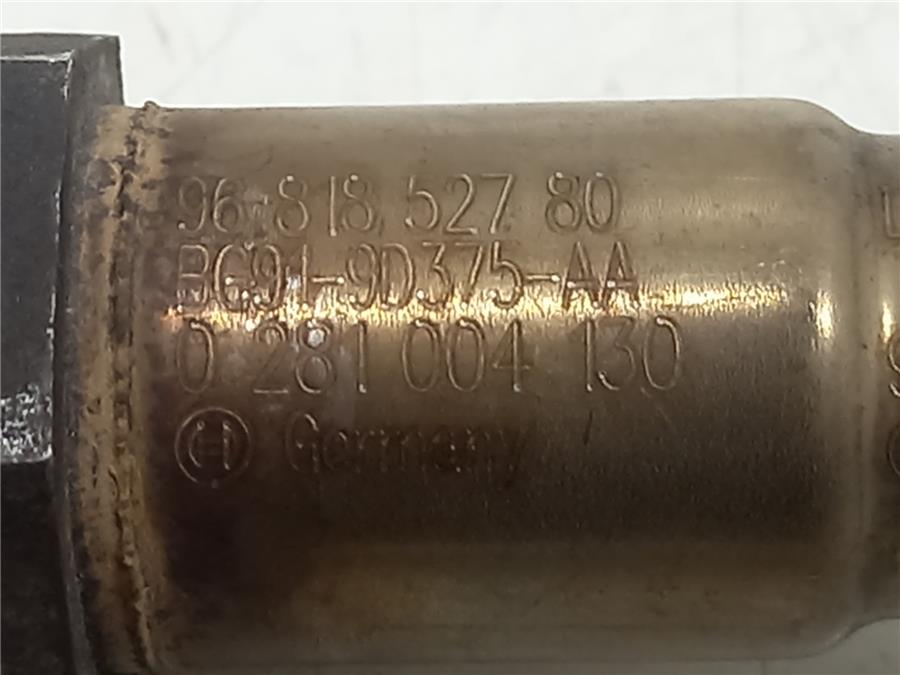 96 818 527 80
BG91-9D375-AA
0 281 004 130
Germany